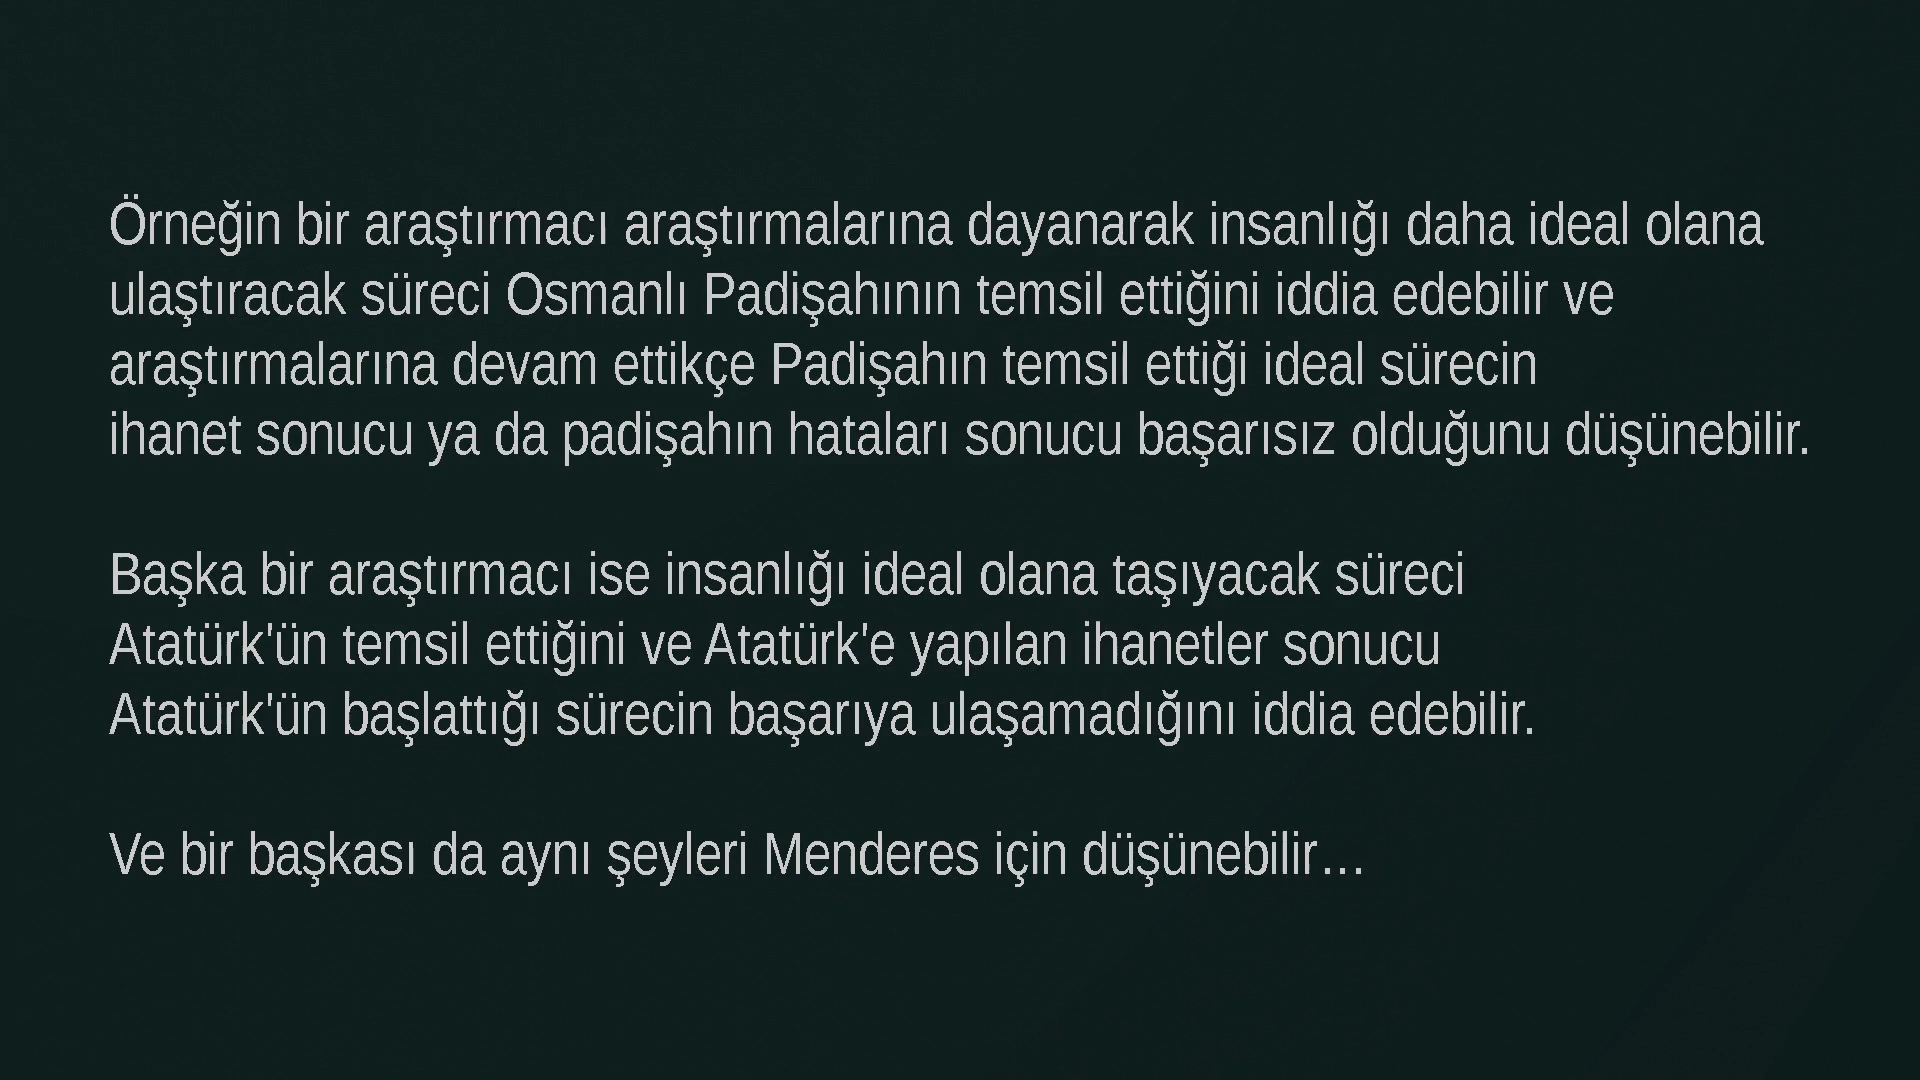 Örneğin bir araştırmacı araştırmalarına dayanarak insanlığı daha ideal olana
ulaştıracak süreci Osmanlı Padişahının temsil ettiğini iddia edebilir ve
araştırmalarına devam ettikçe Padişahın temsil ettiği ideal sürecin
ihanet sonucu ya da padişahın hataları sonucu başarısız olduğunu düşünebilir.
Başka bir araştırmacı ise insanlığı ideal olana taşıyacak süreci
Atatürk'ün temsil ettiğini ve Atatürk'e yapılan ihanetler sonucu
Atatürk'ün başlattığı sürecin başarıya ulaşamadığını iddia edebilir.
Ve bir başkası da aynı şeyleri Menderes için düşünebilir…